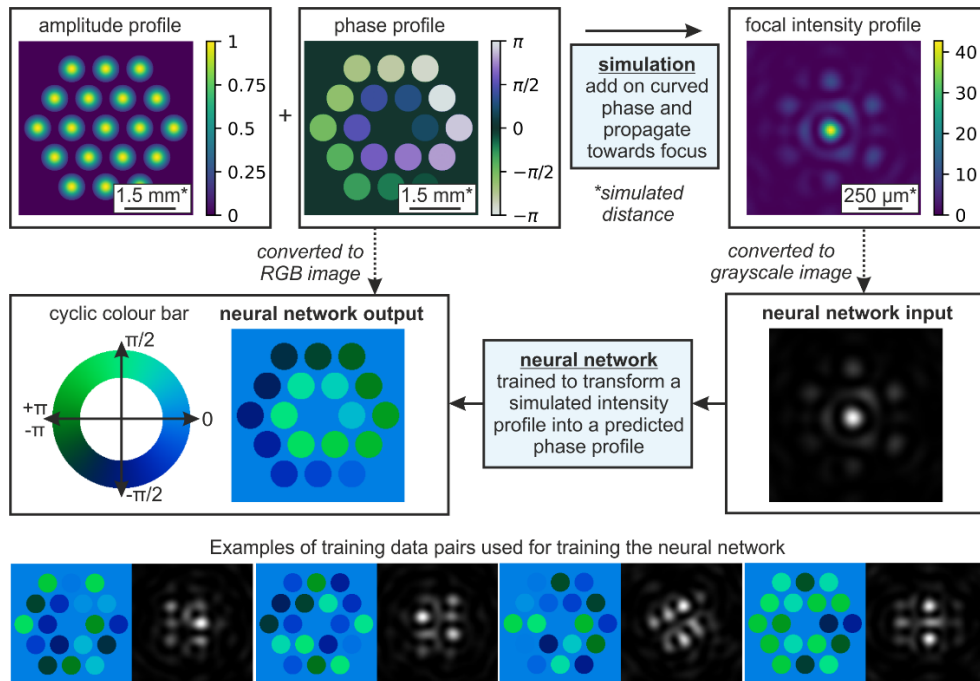 amplitude profile
1
0.75
0.5
0.25
0
1.5 mm*
+
phase profile
π
π/2
0
−π/2
−π
1.5 mm*
simulation
add on curved
phase and
propagate
towards focus
*simulated
distance
focal intensity profile
40
30
20
10
0
250 µm*
converted to
RGB image
converted to
grayscale image
cyclic colour bar
π/2
+π
-π
0
-π/2
neural network output
neural network
trained to transform a
simulated intensity
profile into a predicted
phase profile
neural network input
Examples of training data pairs used for training the neural network